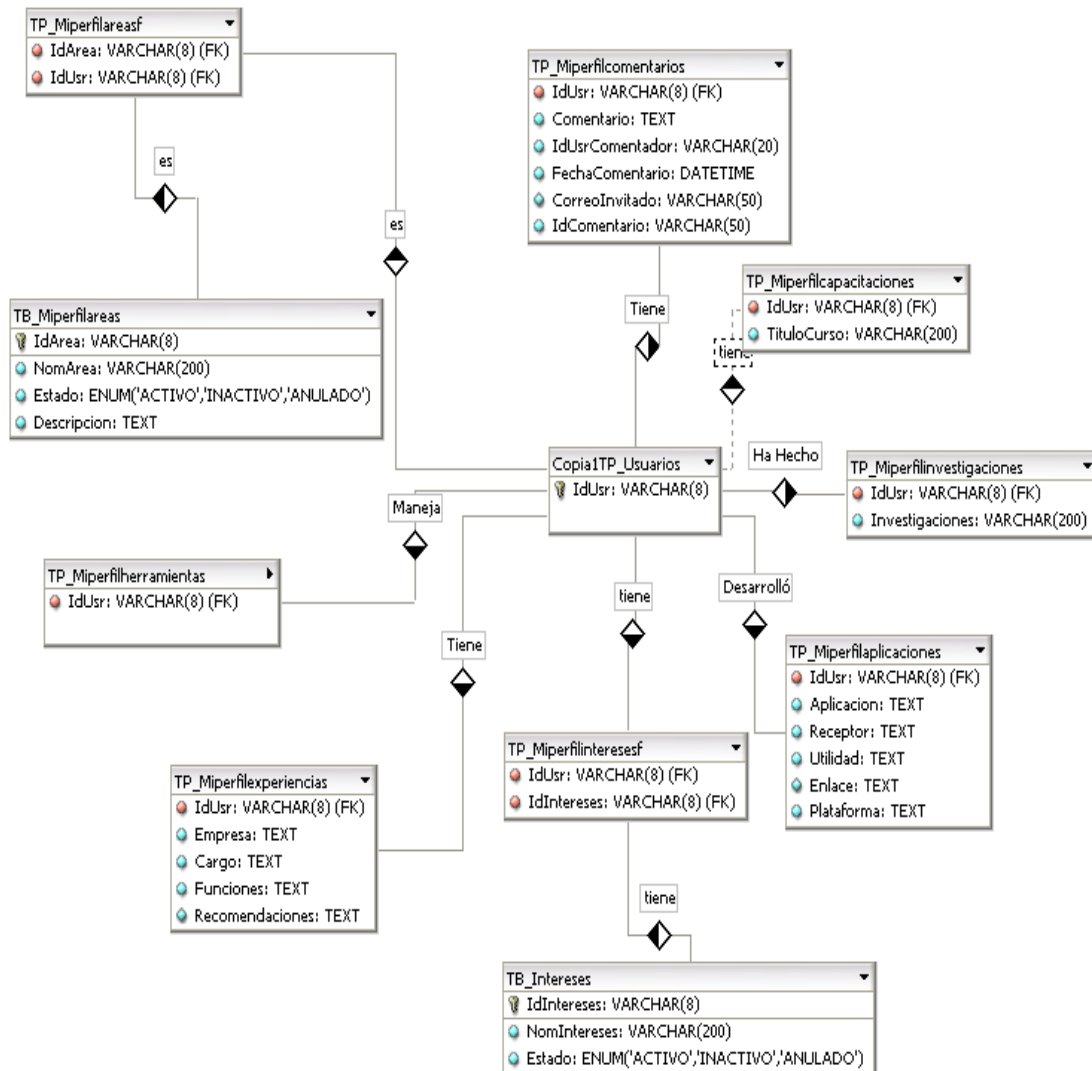 TP_Miperfilareasf
IdArea: VARCHAR(8) (FK)
IdUsr: VARCHAR(8) (FK)
es
es
TP_Miperfilcomentarios
IdUsr: VARCHAR(8) (FK)
Comentario: TEXT
IdUsrComentador: VARCHAR(20)
FechaComentario: DATETIME
CorreoInvitado: VARCHAR(50)
IdComentario: VARCHAR(50)
Tiene
TP_Miperfilcapacitaciones
IdUsr: VARCHAR(8) (FK)
TituloCurso: VARCHAR(200)
tiene
TB_Miperfilareas
IdArea: VARCHAR(8)
NomArea: VARCHAR(200)
Estado: ENUM('ACTIVO','INACTIVO','ANULADO')
Descripcion: TEXT
Copia1TP_Usuarios
IdUsr: VARCHAR(8)
Ha Hecho
TP_Miperfilinvestigaciones
IdUsr: VARCHAR(8) (FK)
Investigaciones: VARCHAR(200)
Maneja
TP_Miperfilherramientas
IdUsr: VARCHAR(8) (FK)
Tiene
tiene
Desarrolló
TP_Miperfilaplicaciones
IdUsr: VARCHAR(8) (FK)
Aplicacion: TEXT
Receptor: TEXT
Utilidad: TEXT
Enlace: TEXT
Plataforma: TEXT
TP_Miperfilinteresesf
IdUsr: VARCHAR(8) (FK)
IdIntereses: VARCHAR(8) (FK)
TP_Miperfilexperiencias
IdUsr: VARCHAR(8) (FK)
Empresa: TEXT
Cargo: TEXT
Funciones: TEXT
Recomendaciones: TEXT
tiene
TB_Intereses
IdIntereses: VARCHAR(8)
NomIntereses: VARCHAR(200)
Estado: ENUM('ACTIVO','INACTIVO','ANULADO')